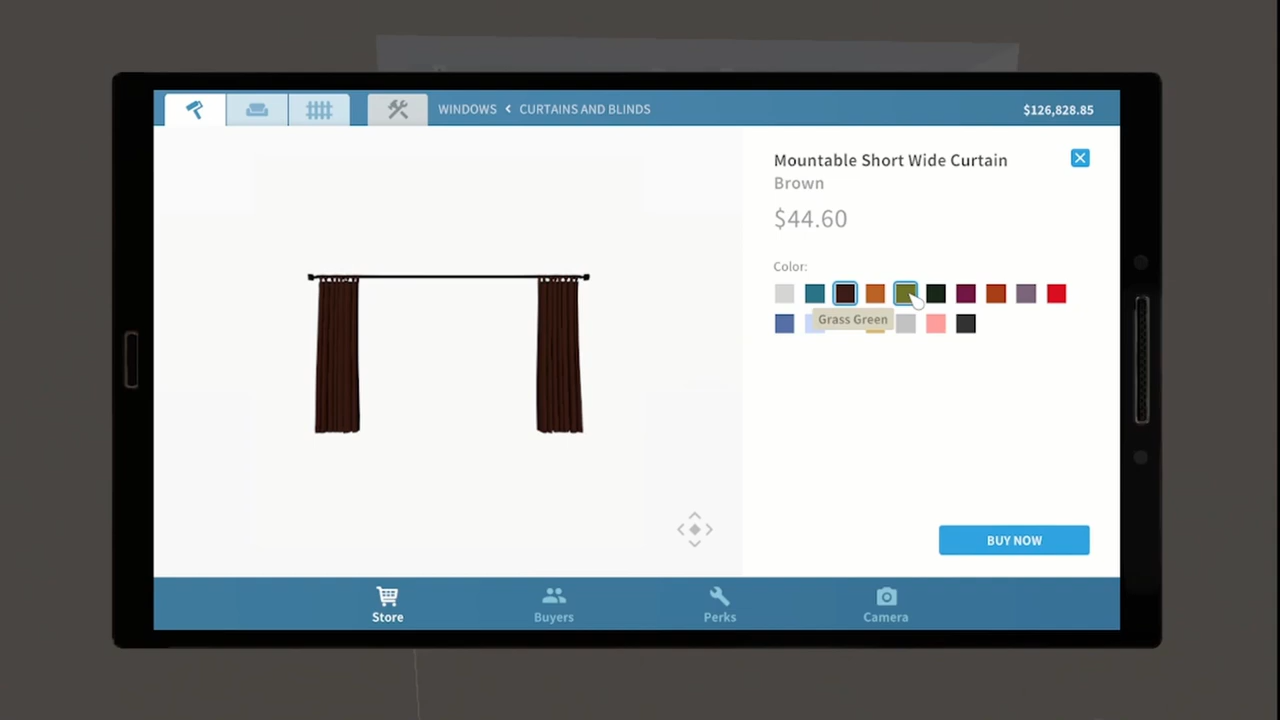 WINDOWS < CURTAINS AND BLINDS
$126,828.85
Mountable Short Wide Curtain
Brown
$44.60
Color:
Grass Green
BUY NOW
Store
Buyers
Perks
Camera